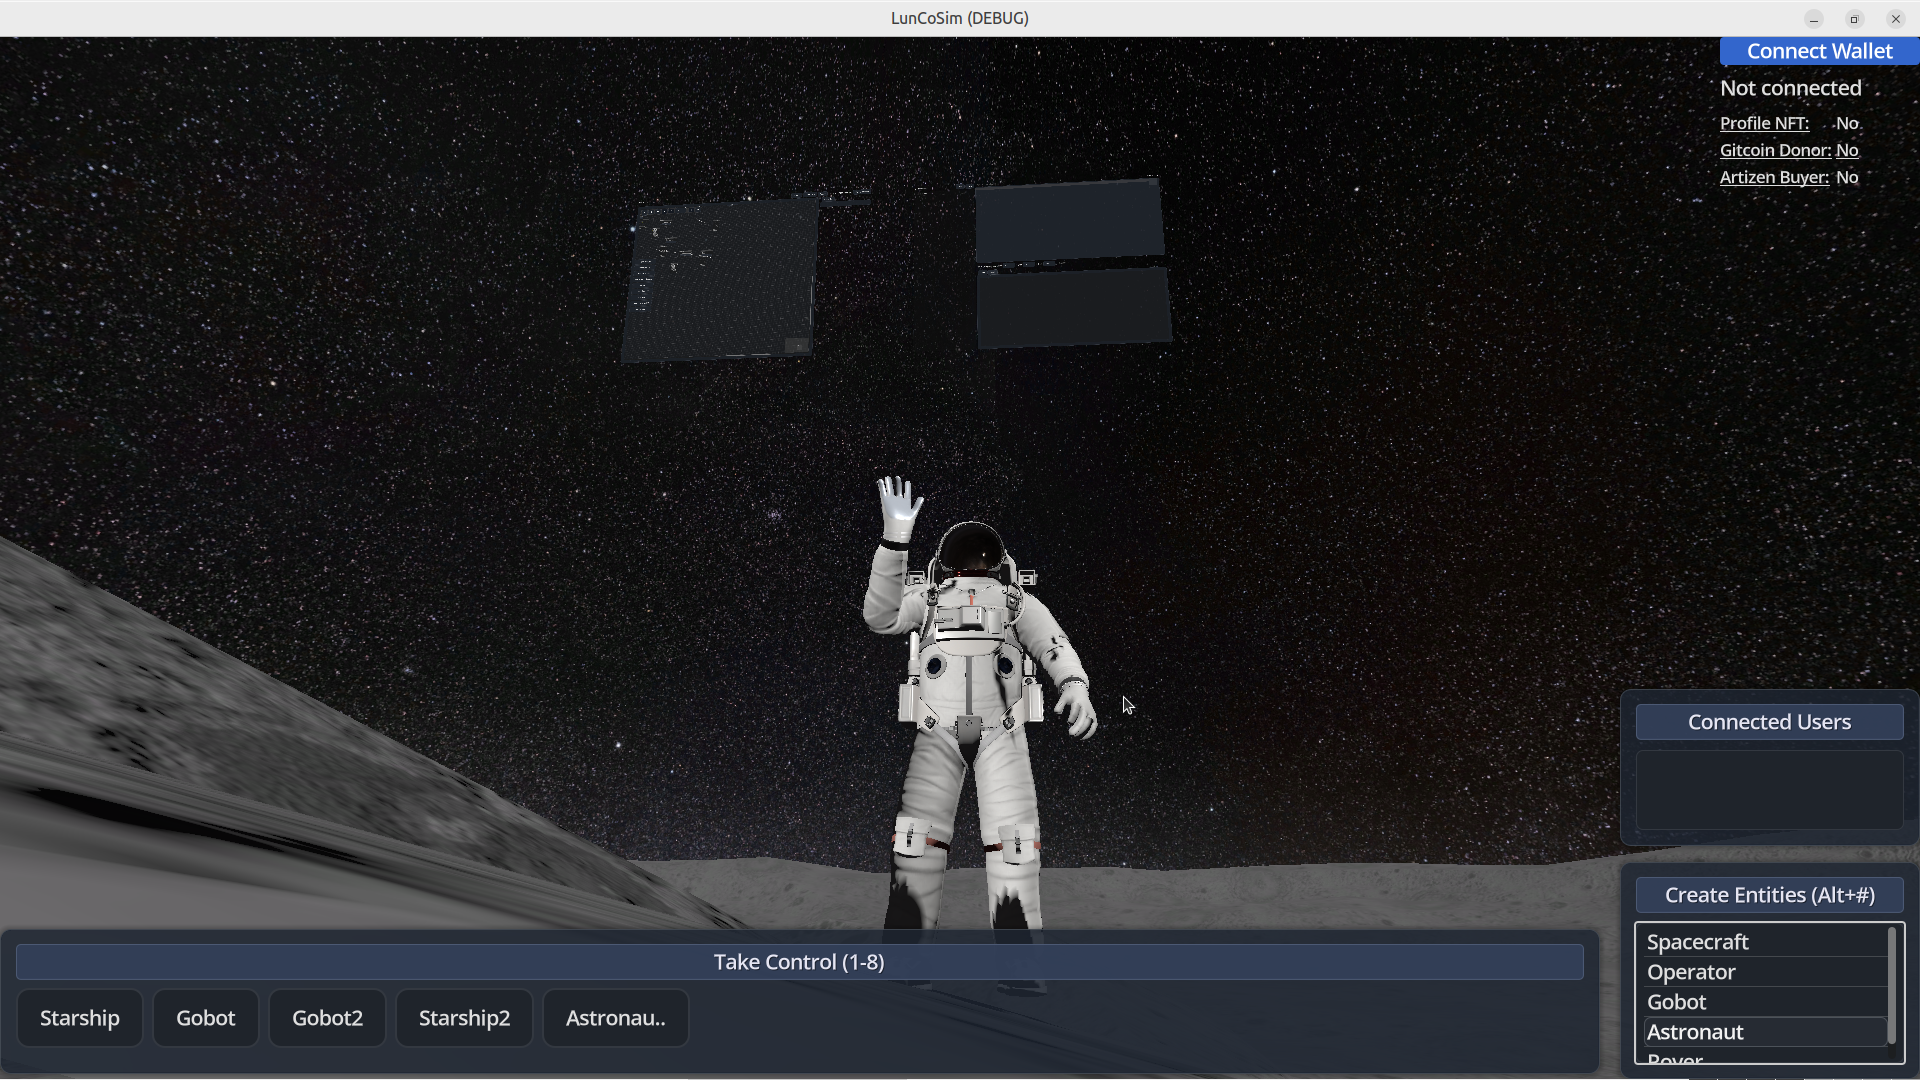 LunCoSim (DEBUG)
Connect Wallet
Not connected
Profile NFT: No
Gitcoin Donor: No
Artizen Buyer: No
Connected Users
Create Entities (Alt+#)
Spacecraft
Operator
Gobot
Astronaut
Rover
Take Control (1-8)
Starship Gobot Gobot2 Starship2 Astronau..